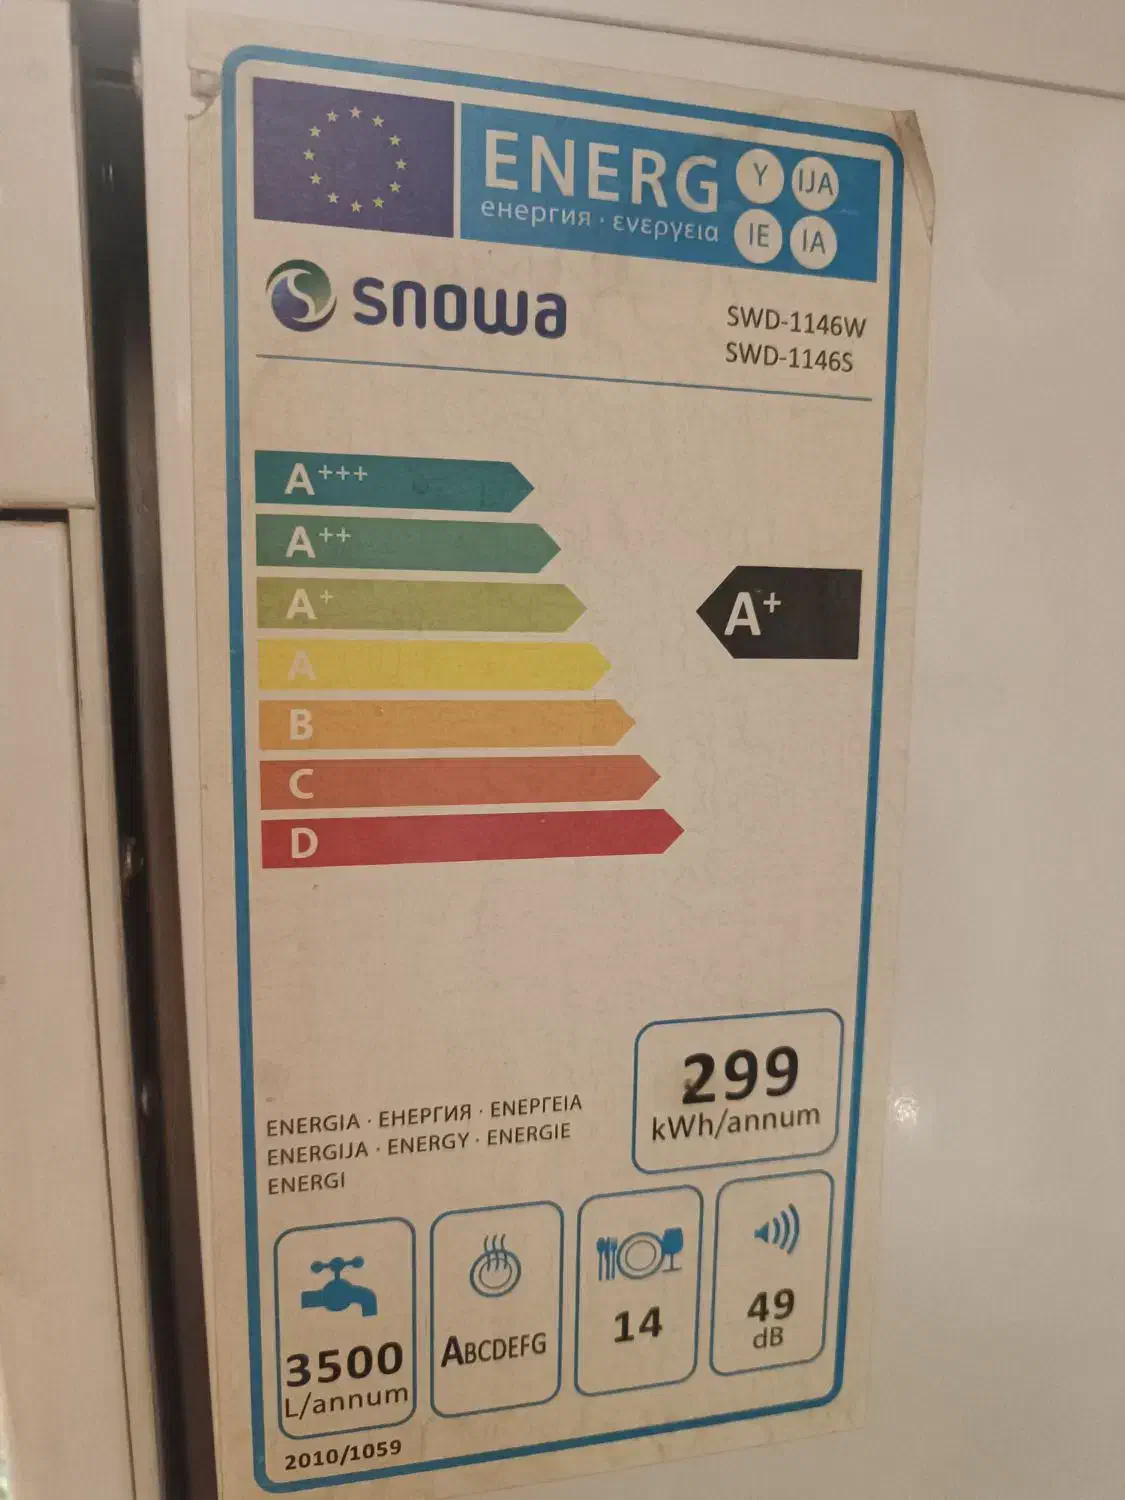 ENERG Y IJA
енергия · ενεργεια IE IA
snowa
SWD-1146W
SWD-1146S
A+++
A++
A+
A
B
C
D
A+
299
kWh/annum
ENERGIA · ЕНЕРГИЯ · ΕΝΕΡΓΕΙΑ
ENERGIJA · ENERGY · ENERGIE
ENERGI
3500
L/annum
ABCDEFG
14
49
dB
2010/1059